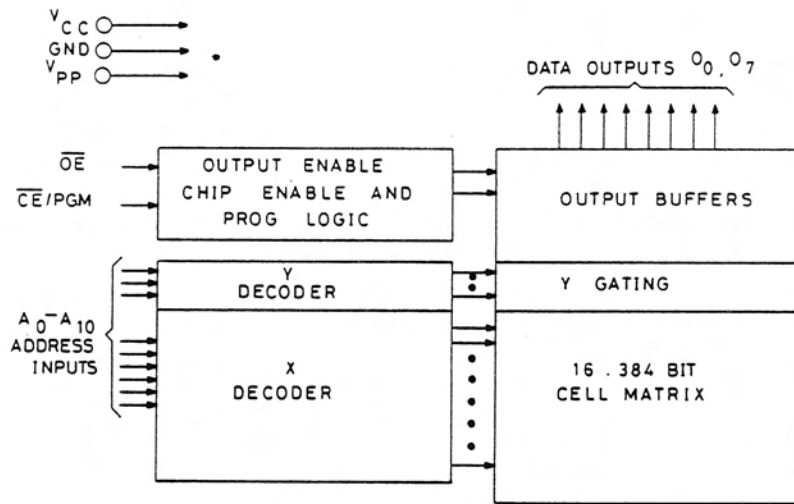 VCC
GND
VPP
DATA OUTPUTS O0, O7
OE
CE/PGM
OUTPUT ENABLE
CHIP ENABLE AND
PROG LOGIC
OUTPUT BUFFERS
Y
DECODER
Y GATING
A0-A10
ADDRESS
INPUTS
X
DECODER
16.384 BIT
CELL MATRIX